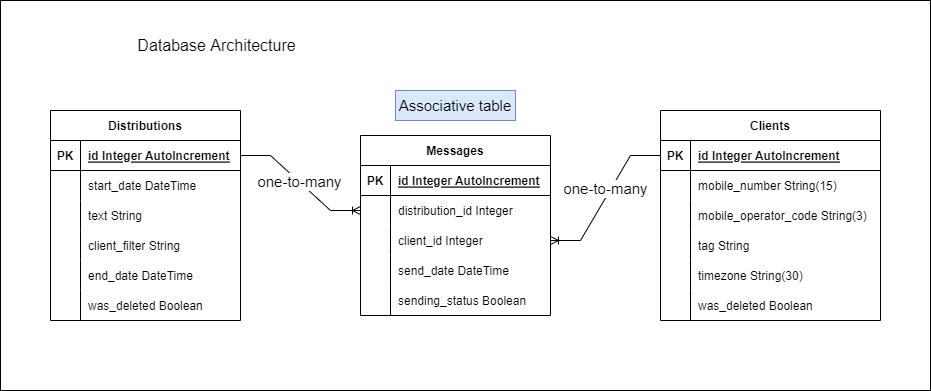 Database Architecture
Associative table
Distributions
PK id Integer AutoIncrement
start_date DateTime
text String
client_filter String
end_date DateTime
was_deleted Boolean
one-to-many
Messages
PK id Integer AutoIncrement
distribution_id Integer
client_id Integer
send_date DateTime
sending_status Boolean
one-to-many
Clients
PK id Integer AutoIncrement
mobile_number String(15)
mobile_operator_code String(3)
tag String
timezone String(30)
was_deleted Boolean